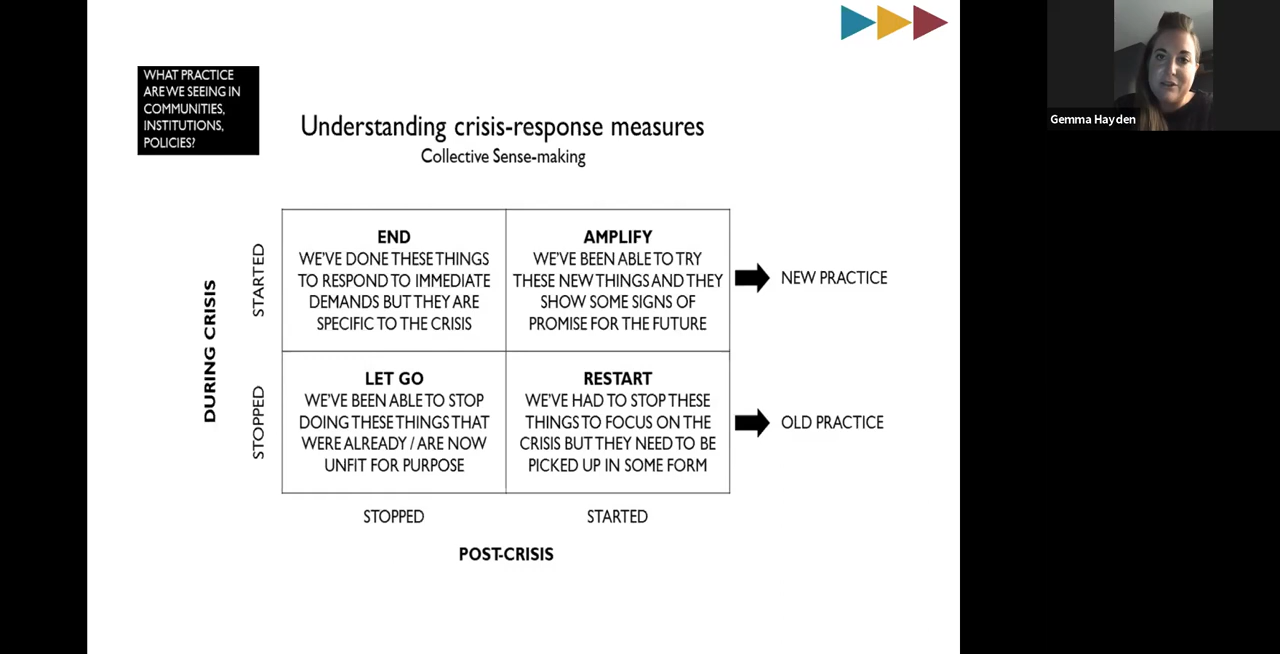 WHAT PRACTICE
ARE WE SEEING IN
COMMUNITIES,
INSTITUTIONS,
POLICIES?
Understanding crisis-response measures
Collective Sense-making
DURING CRISIS
STARTED
END
WE'VE DONE THESE THINGS
TO RESPOND TO IMMEDIATE
DEMANDS BUT THEY ARE
SPECIFIC TO THE CRISIS
AMPLIFY
WE'VE BEEN ABLE TO TRY
THESE NEW THINGS AND THEY
SHOW SOME SIGNS OF
PROMISE FOR THE FUTURE
NEW PRACTICE
STOPPED
LET GO
WE'VE BEEN ABLE TO STOP
DOING THESE THINGS THAT
WERE ALREADY / ARE NOW
UNFIT FOR PURPOSE
RESTART
WE'VE HAD TO STOP THESE
THINGS TO FOCUS ON THE
CRISIS BUT THEY NEED TO BE
PICKED UP IN SOME FORM
OLD PRACTICE
STOPPED
STARTED
POST-CRISIS
Gemma Hayden